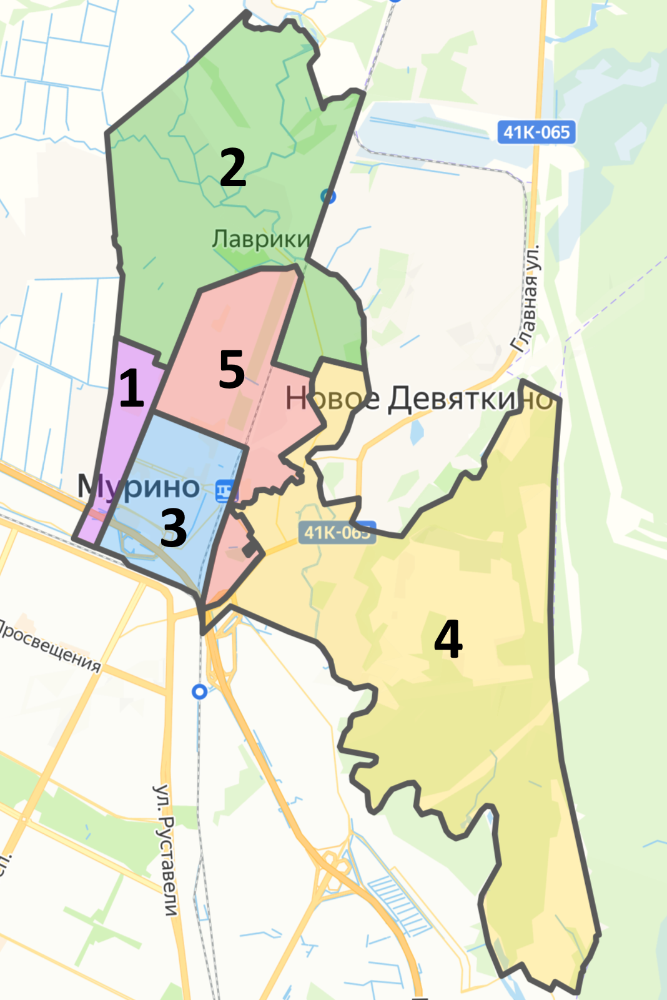 41К-065
2
Лаврики
Главная ул.
5
1
Новое Девяткино
Мурино
3
41К-065
4
Просвещения
ул. Руставели